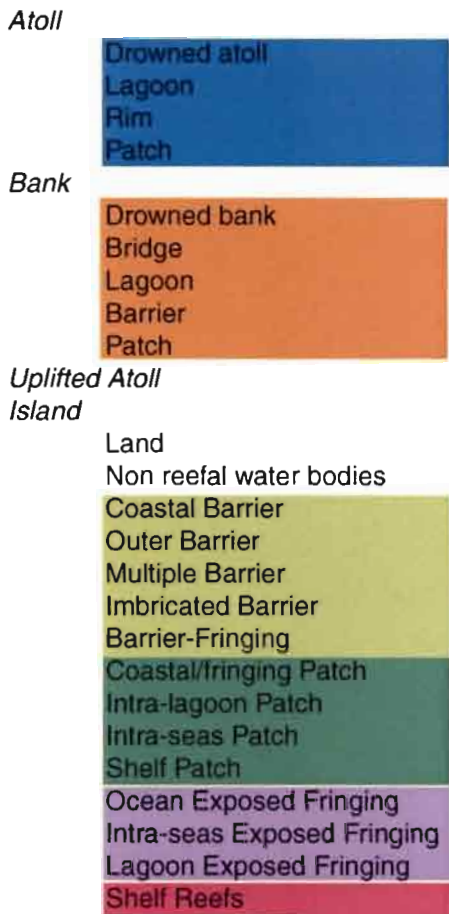 Atoll
Drowned atoll
Lagoon
Rim
Patch
Bank
Drowned bank
Bridge
Lagoon
Barrier
Patch
Uplifted Atoll
Island
Land
Non reefal water bodies
Coastal Barrier
Outer Barrier
Multiple Barrier
Imbricated Barrier
Barrier-Fringing
Coastal/fringing Patch
Intra-lagoon Patch
Intra-seas Patch
Shelf Patch
Ocean Exposed Fringing
Intra-seas Exposed Fringing
Lagoon Exposed Fringing
Shelf Reefs